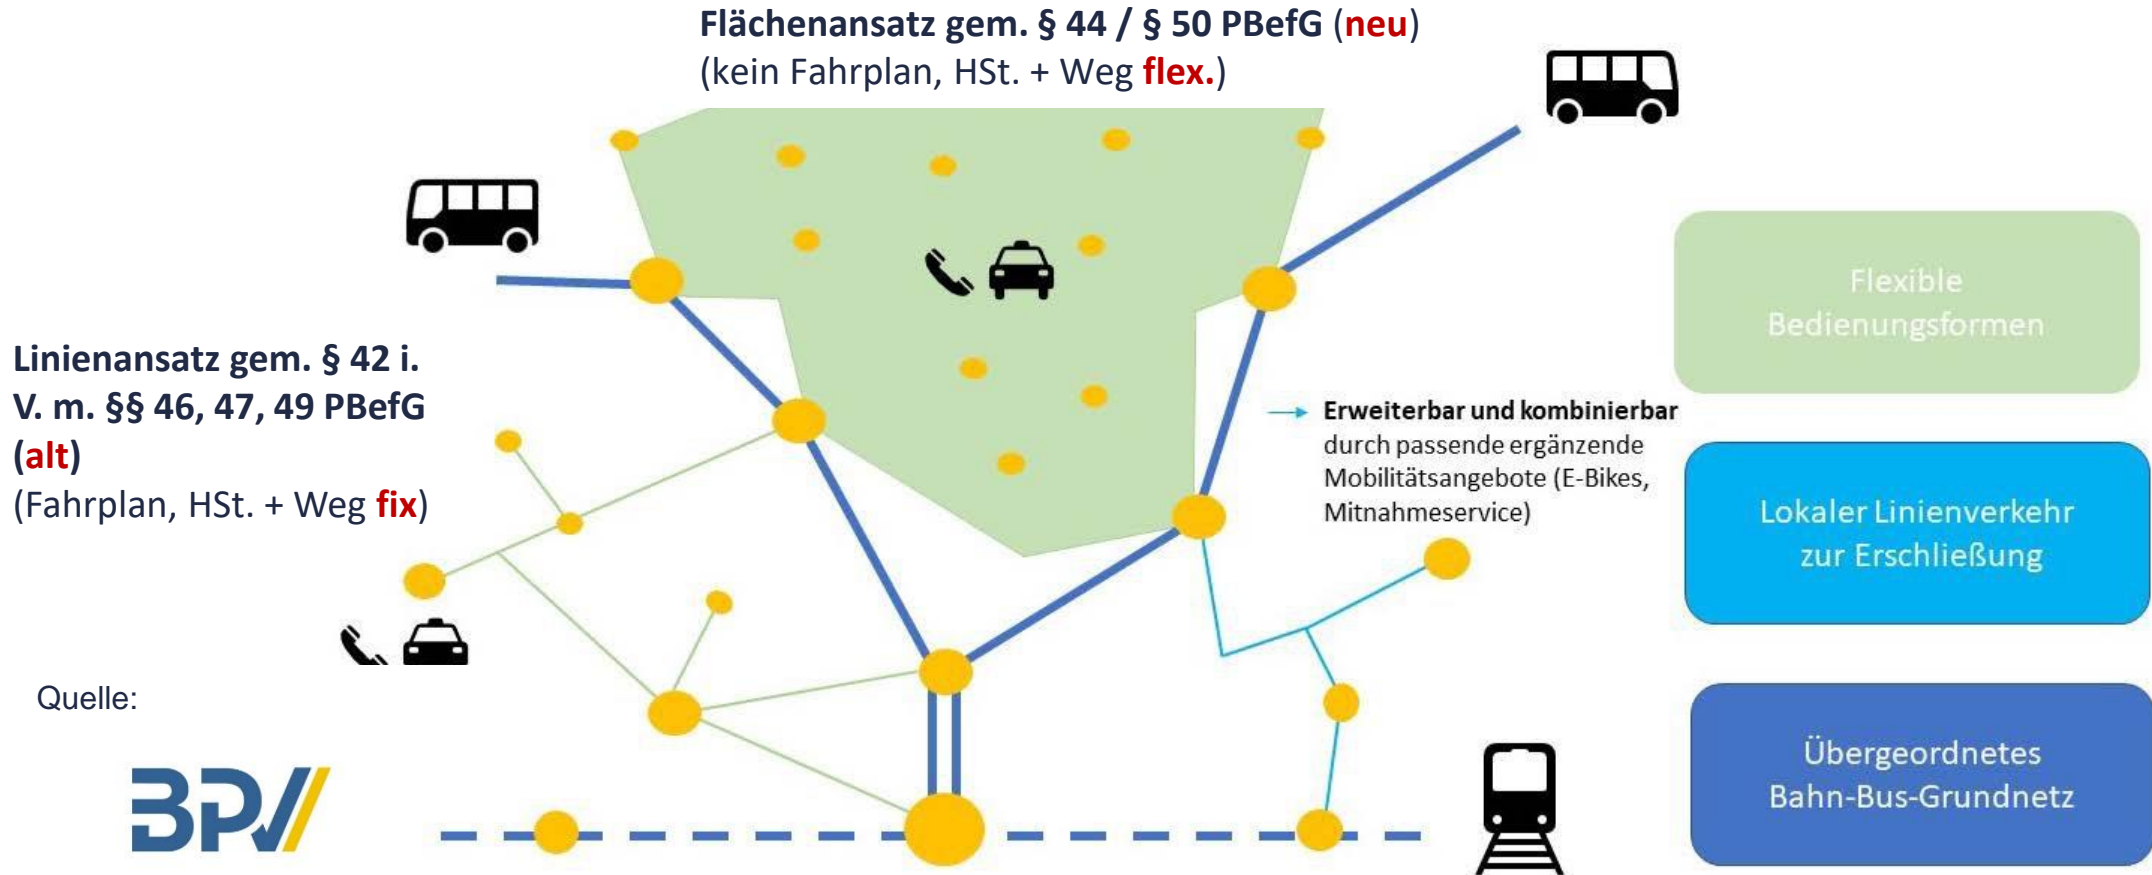 Flächenansatz gem. § 44 / § 50 PBefG (neu)
(kein Fahrplan, HSt. + Weg flex.)
Linienansatz gem. § 42 i.
V. m. §§ 46, 47, 49 PBefG
(alt)
(Fahrplan, HSt. + Weg fix)
Erweiterbar und kombinierbar
durch passende ergänzende
Mobilitätsangebote (E-Bikes,
Mitnahmeservice)
Flexible
Bedienungsformen
Lokaler Linienverkehr
zur Erschließung
Übergeordnetes
Bahn-Bus-Grundnetz
Quelle:
BPV